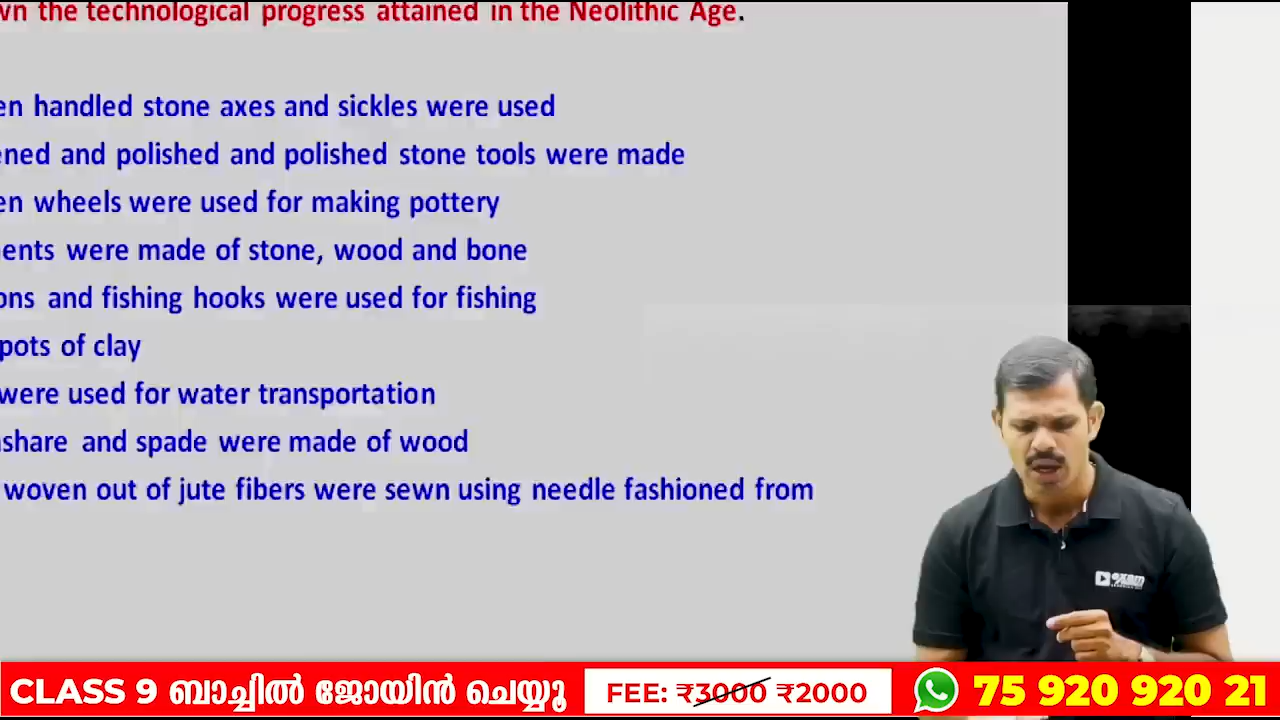 wn the technological progress attained in the Neolithic Age.
en handled stone axes and sickles were used
ened and polished and polished stone tools were made
en wheels were used for making pottery
ents were made of stone, wood and bone
ons and fishing hooks were used for fishing
pots of clay
were used for water transportation
share and spade were made of wood
woven out of jute fibers were sewn using needle fashioned from
exam
CLASS 9 ബാച്ചിൽ ജോയിൻ ചെയ്യൂ
FEE: ₹3000 ₹2000
75 920 920 21